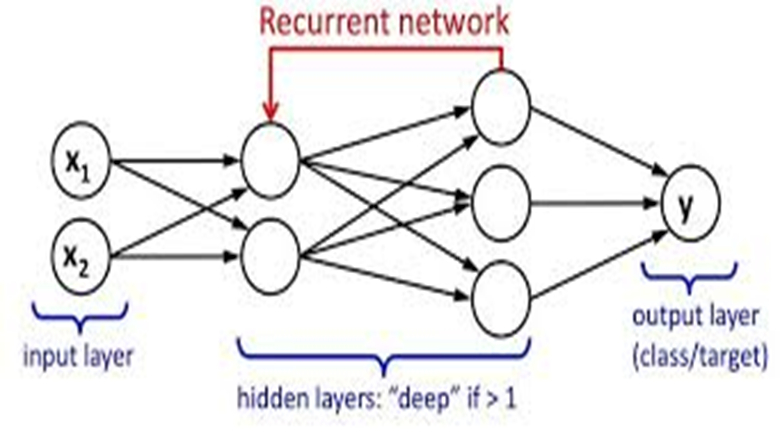 Recurrent network
x₁
x₂
y
input layer
hidden layers: “deep” if > 1
output layer
(class/target)